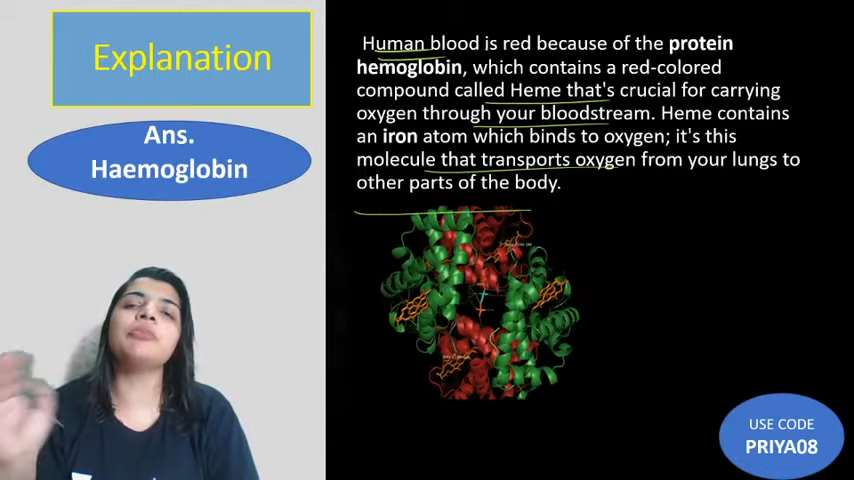 Explanation
Ans.
Haemoglobin
Human blood is red because of the protein
hemoglobin, which contains a red-colored
compound called Heme that's crucial for carrying
oxygen through your bloodstream. Heme contains
an iron atom which binds to oxygen; it's this
molecule that transports oxygen from your lungs to
other parts of the body.
USE CODE
PRIYA08